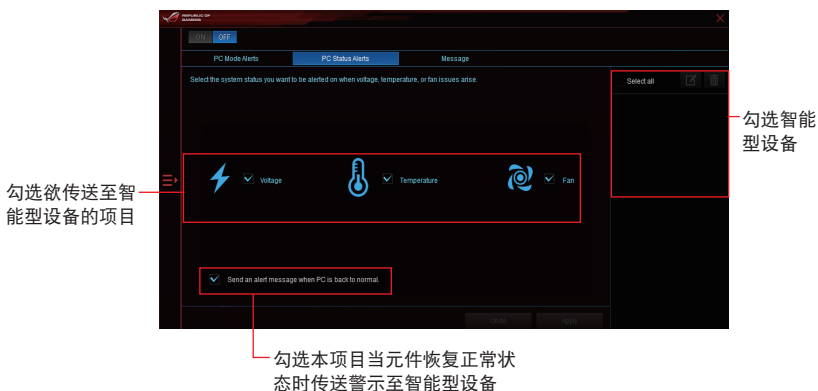 REPUBLIC OF
GAMERS
ON OFF
PC Mode Alerts PC Status Alerts Message
Select the system status you want to be alerted on when voltage, temperature, or fan issues arise.
Select all
勾选智能
型设备
Voltage Temperature Fan
勾选欲传送至智
能型设备的项目
Send an alert message when PC is back to normal.
Undo Apply
勾选本项目当元件恢复正常状
态时传送警示至智能型设备